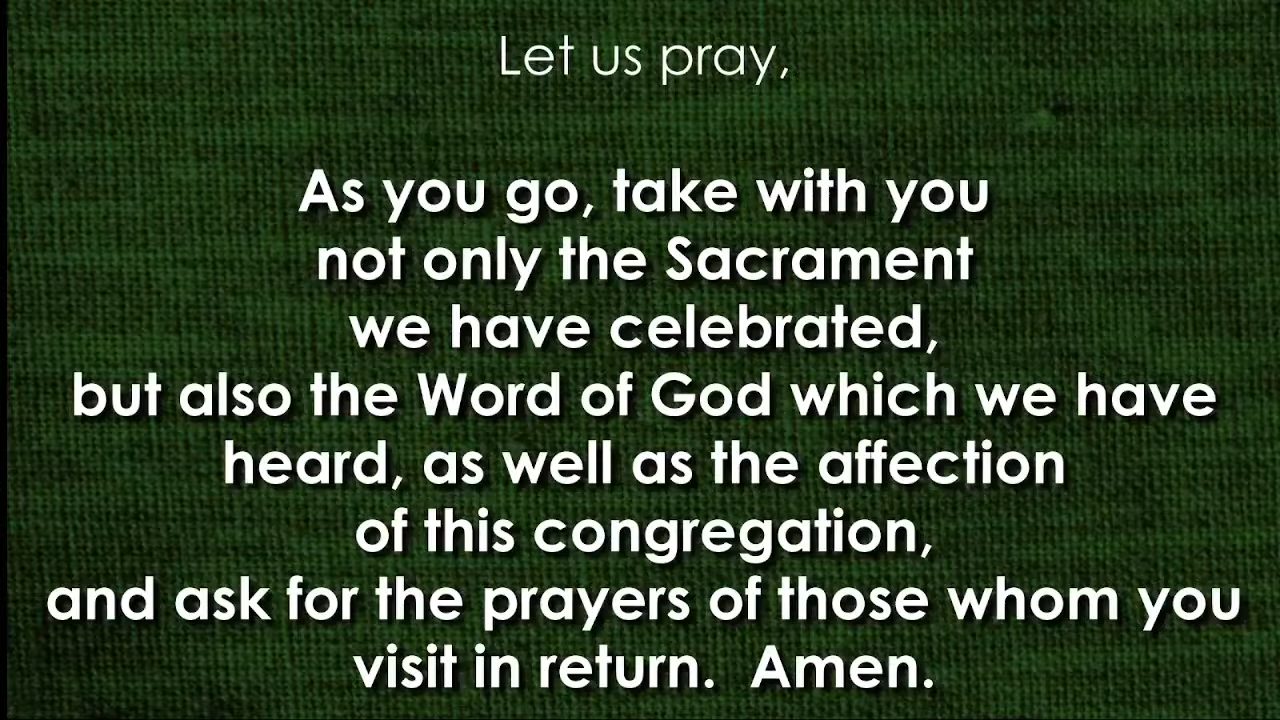 Let us pray,
As you go, take with you
not only the Sacrament
we have celebrated,
but also the Word of God which we have
heard, as well as the affection
of this congregation,
and ask for the prayers of those whom you
visit in return.  Amen.